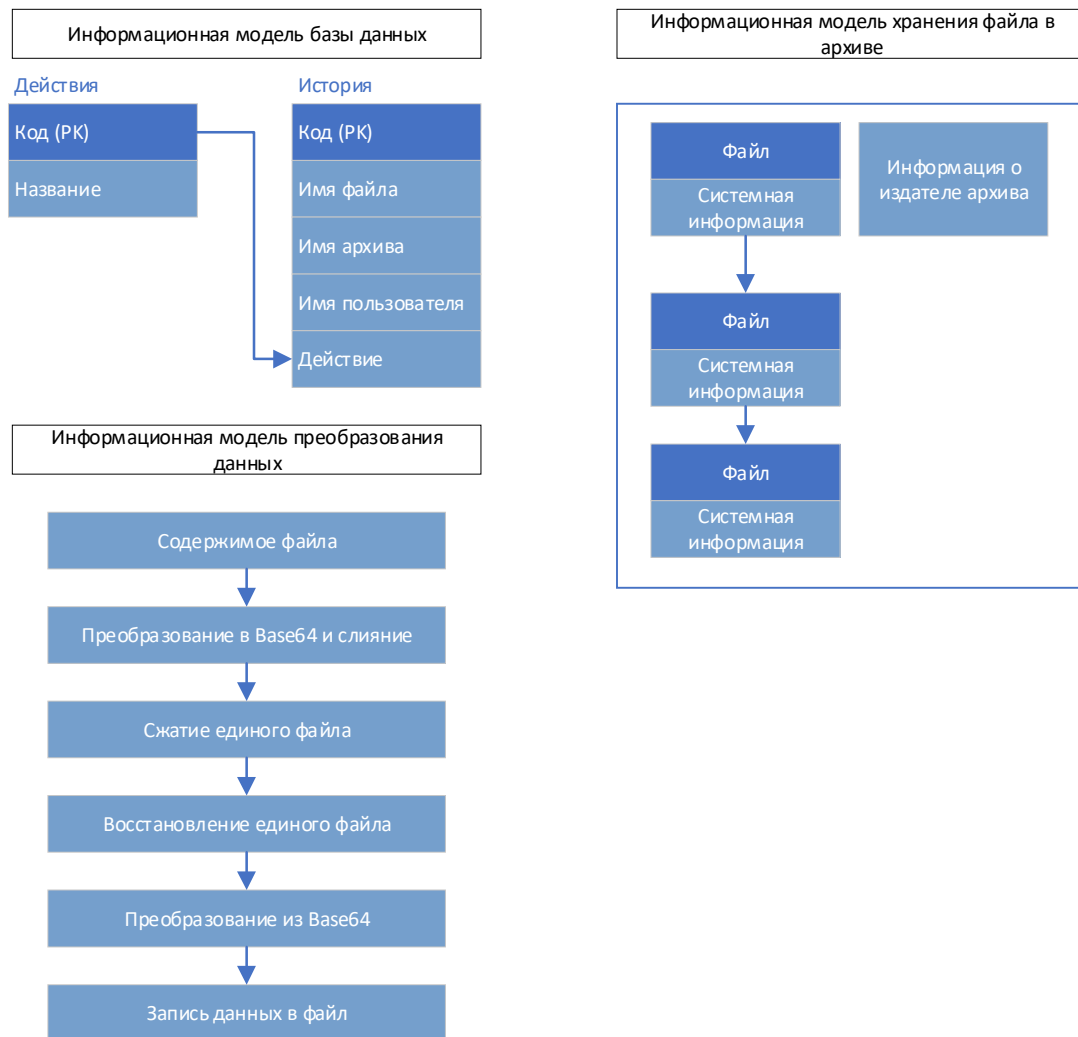 Информационная модель базы данных
Действия
Код (PK)
Название
История
Код (PK)
Имя файла
Имя архива
Имя пользователя
Действие
Информационная модель преобразования
данных
Содержимое файла
Преобразование в Base64 и слияние
Сжатие единого файла
Восстановление единого файла
Преобразование из Base64
Запись данных в файл
Информационная модель хранения файла в
архиве
Файл
Системная
информация
Информация о
издателе архива
Файл
Системная
информация
Файл
Системная
информация